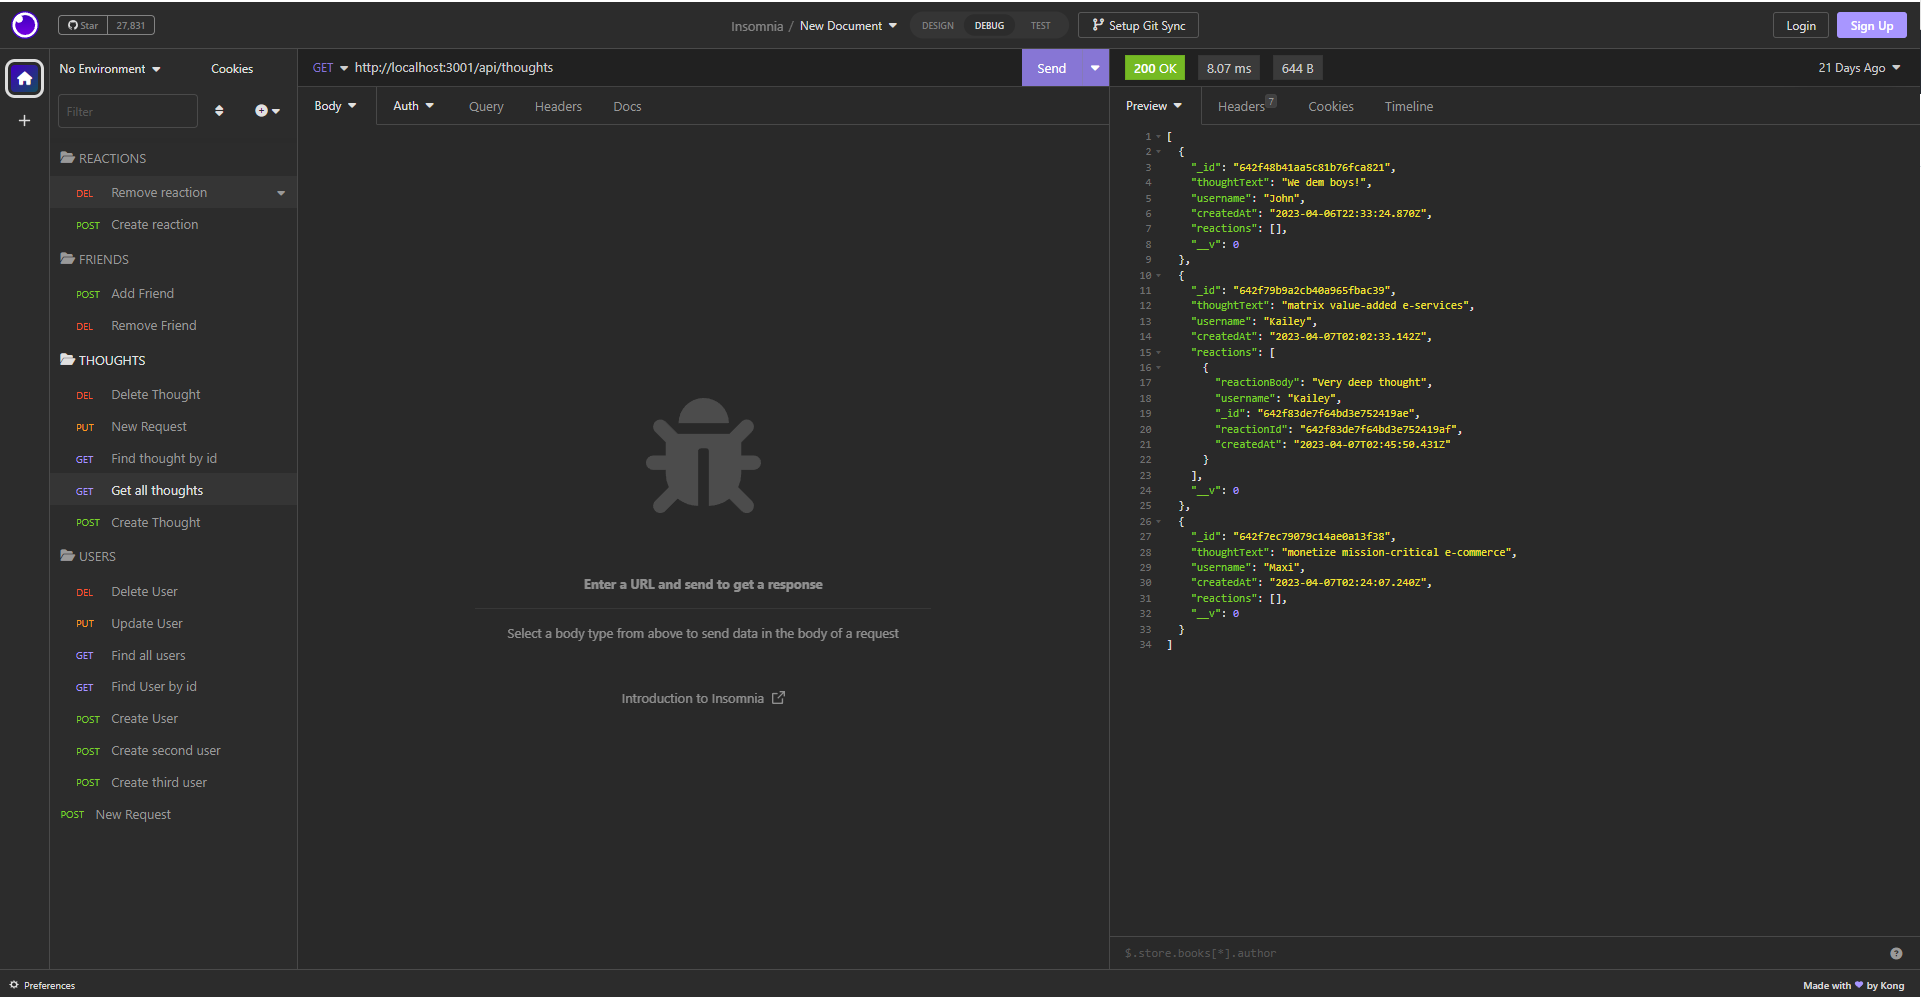 Star 27,831
Insomnia / New Document
DESIGN DEBUG TEST
Setup Git Sync
Login
Sign Up
No Environment
Cookies
Filter
REACTIONS
DEL Remove reaction
POST Create reaction
FRIENDS
POST Add Friend
DEL Remove Friend
THOUGHTS
DEL Delete Thought
PUT New Request
GET Find thought by id
GET Get all thoughts
POST Create Thought
USERS
DEL Delete User
PUT Update User
GET Find all users
GET Find User by id
POST Create User
POST Create second user
POST Create third user
POST New Request
GET http://localhost:3001/api/thoughts
Send
Body Auth Query Headers Docs
Enter a URL and send to get a response
Select a body type from above to send data in the body of a request
Introduction to Insomnia
200 OK 8.07 ms 644 B 21 Days Ago
Preview Headers 7 Cookies Timeline
1 [
2 {
3 "_id": "642f48b41aa5c81b76fca821",
4 "thoughtText": "We dem boys!",
5 "username": "John",
6 "createdAt": "2023-04-06T22:33:24.870Z",
7 "reactions": [],
8 "__v": 0
9 },
10 {
11 "_id": "642f79b9a2cb40a965fbac39",
12 "thoughtText": "matrix value-added e-services",
13 "username": "Kailey",
14 "createdAt": "2023-04-07T02:02:33.142Z",
15 "reactions": [
16 {
17 "reactionBody": "Very deep thought",
18 "username": "Kailey",
19 "_id": "642f83de7f64bd3e752419ae",
20 "reactionId": "642f83de7f64bd3e752419af",
21 "createdAt": "2023-04-07T02:45:50.431Z"
22 }
23 ],
24 "__v": 0
25 },
26 {
27 "_id": "642f7ec79079c14ae0a13f38",
28 "thoughtText": "monetize mission-critical e-commerce",
29 "username": "Maxi",
30 "createdAt": "2023-04-07T02:24:07.240Z",
31 "reactions": [],
32 "__v": 0
33 }
34 ]
$.store.books[*].author
Preferences
Made with by Kong